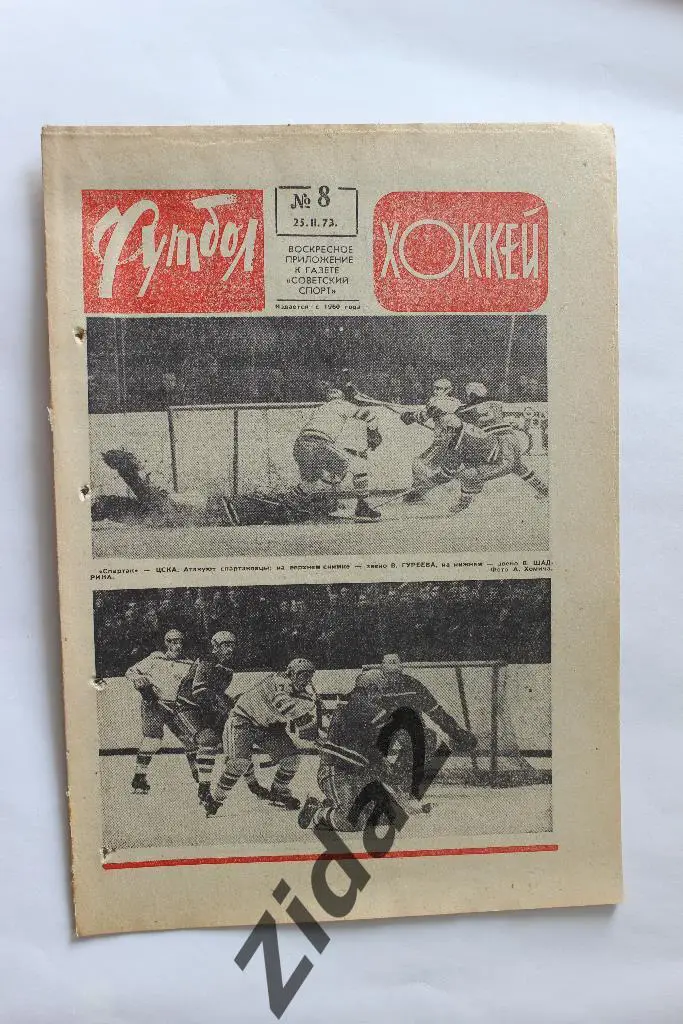 Футбол
№ 8
25.II.73.
ВОСКРЕСНОЕ
ПРИЛОЖЕНИЕ
К ГАЗЕТЕ
«СОВЕТСКИЙ
СПОРТ»
Издается с 1960 года
ХОККЕЙ
«Спартак» — ЦСКА. Атакуют спартаковцы: на верхнем снимке — звено В. ГУРЕЕВА, на нижнем — звено В. ШАД-
РИНА.
Фото А. Хомича.
zida2